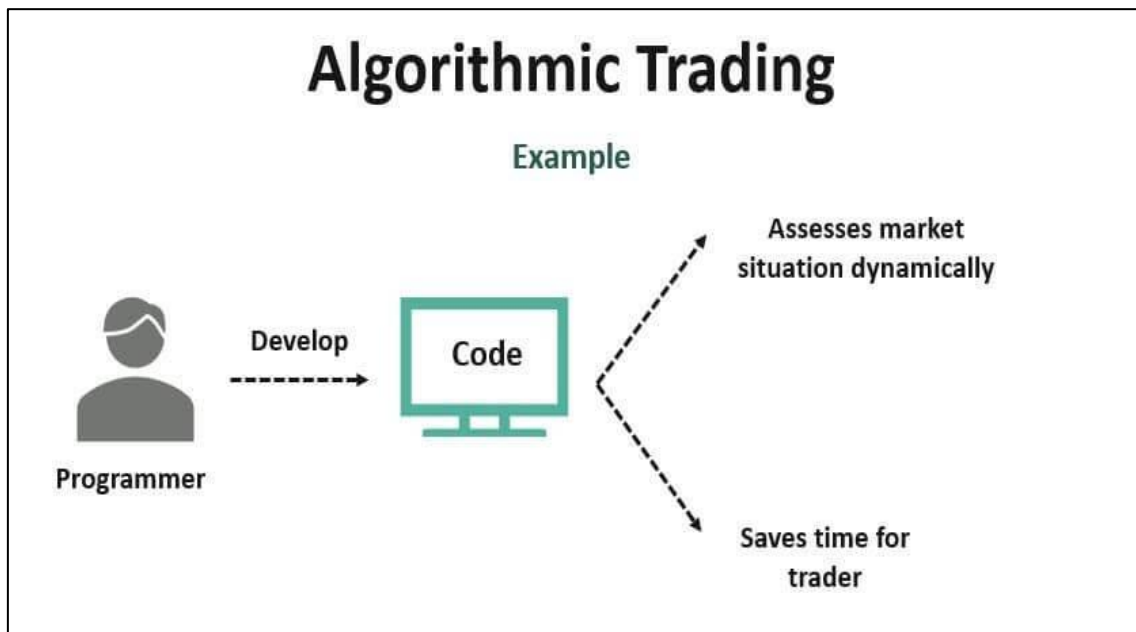 Algorithmic Trading
Example
Assesses market
situation dynamically
Develop
Code
Programmer
Saves time for
trader